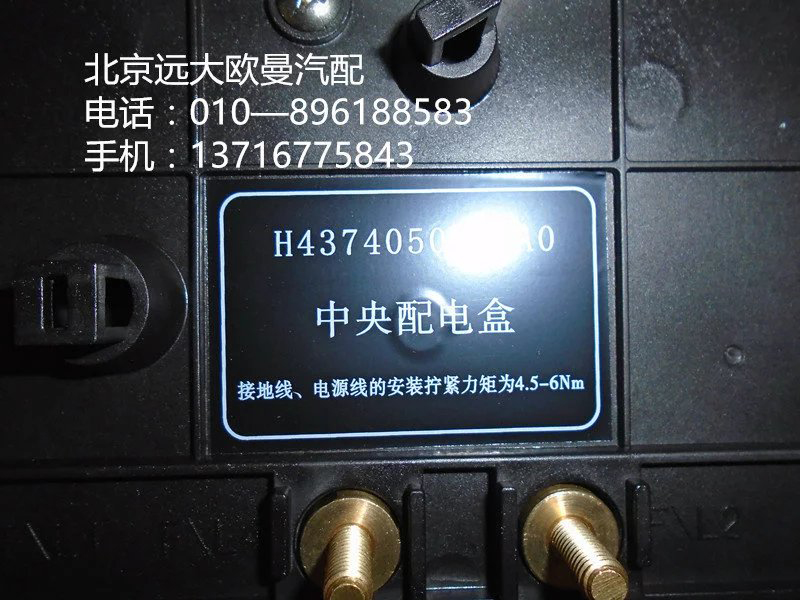 北京远大欧曼汽配
电话：010—896188583
手机：13716775843
中央配电盒
接地线、电源线的安装拧紧力矩为4.5-6Nm